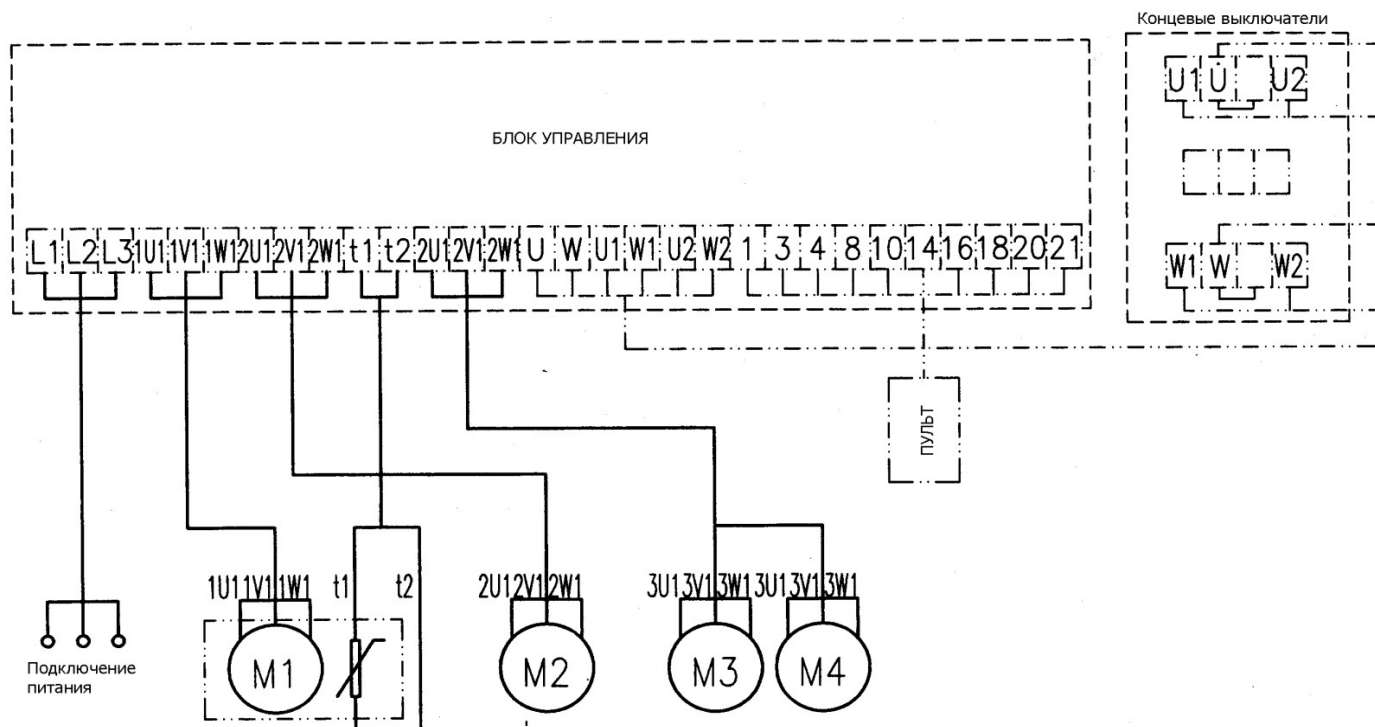 Концевые выключатели
U1 U U2
БЛОК УПРАВЛЕНИЯ
L1 L2 L3 1U1 1V1 1W1 2U1 2V1 2W1 t1 t2 2U1 2V1 2W1 U W U1 W1 U2 W2 1 3 4 8 10 14 16 18 20 21
W1 W W2
ПУЛЬТ
1U1 1V1 1W1 t1 t2 2U1 2V1 2W1 3U1 3V1 3W1 3U1 3V1 3W1
M1 M2 M3 M4
Подключение
питания